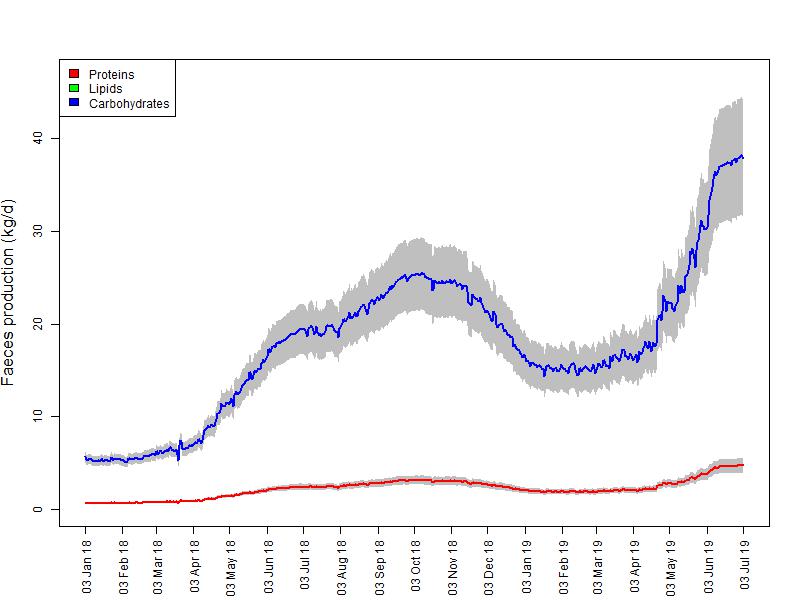 Proteins
Lipids
Carbohydrates
Faeces production (Kg/d)
40
30
20
10
0
03 Jan 18
03 Feb 18
03 Mar 18
03 Apr 18
03 May 18
03 Jun 18
03 Jul 18
03 Aug 18
03 Sep 18
03 Oct 18
03 Nov 18
03 Dec 18
03 Jan 19
03 Feb 19
03 Mar 19
03 Apr 19
03 May 19
03 Jun 19
03 Jul 19